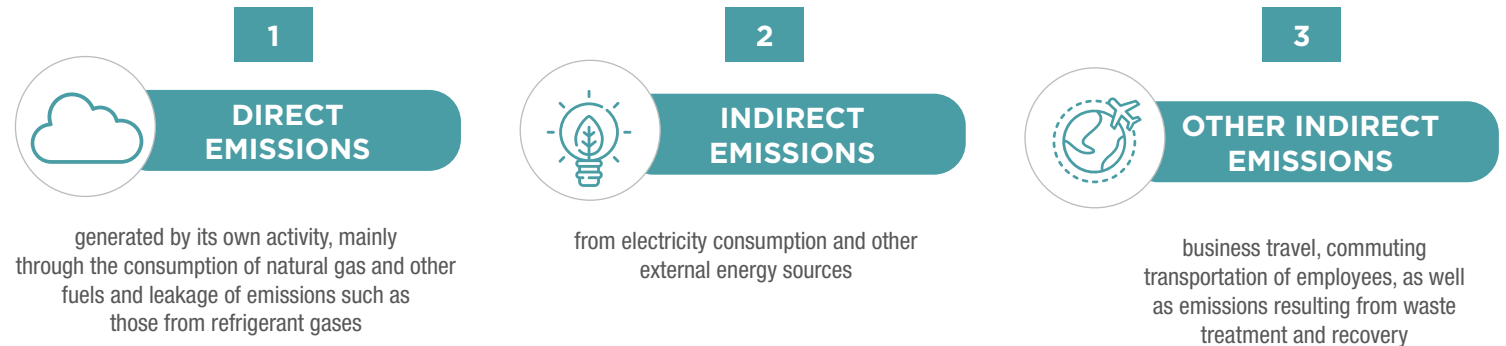 1
DIRECT
EMISSIONS
generated by its own activity, mainly
through the consumption of natural gas and other
fuels and leakage of emissions such as
those from refrigerant gases
2
INDIRECT
EMISSIONS
from electricity consumption and other
external energy sources
3
OTHER INDIRECT
EMISSIONS
business travel, commuting
transportation of employees, as well
as emissions resulting from waste
treatment and recovery